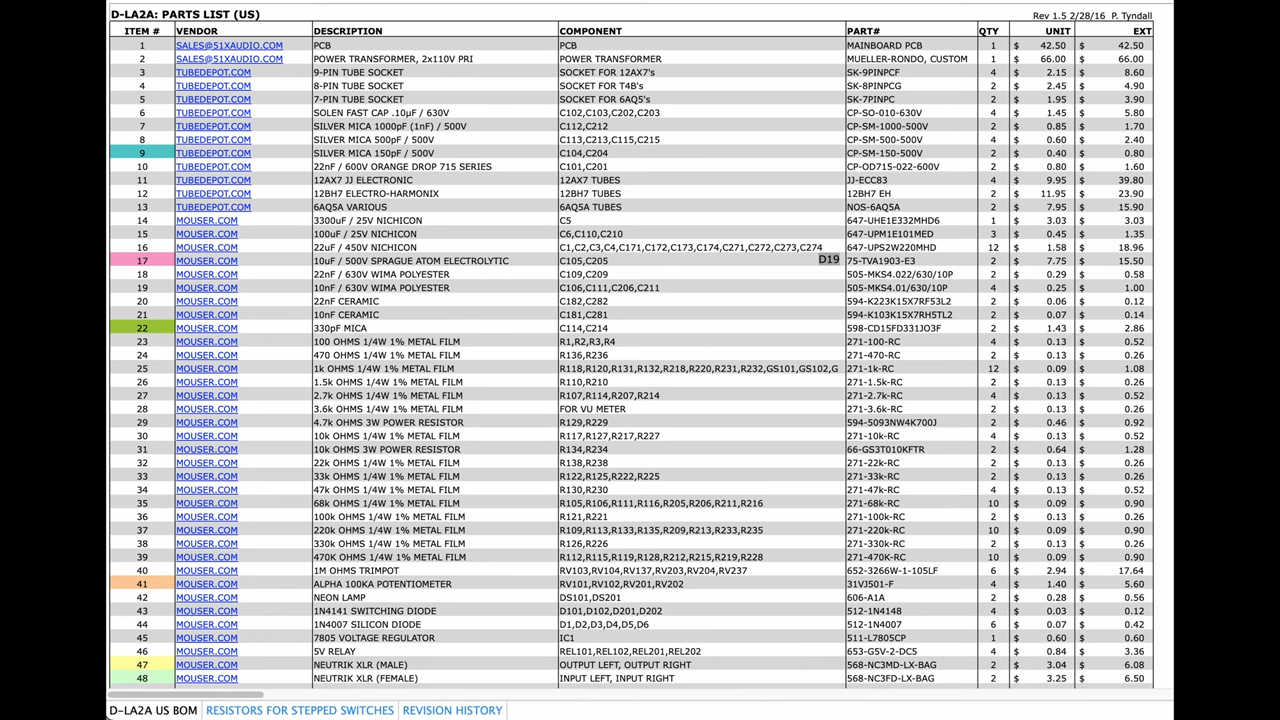 D-LA2A: PARTS LIST (US) Rev 1.5 2/28/16 P. Tyndall
ITEM # VENDOR DESCRIPTION COMPONENT PART# QTY UNIT EXT
1 SALES@51XAUDIO.COM PCB PCB MAINBOARD PCB 1 $ 42.50 $ 42.50
2 SALES@51XAUDIO.COM POWER TRANSFORMER, 2x110V PRI POWER TRANSFORMER MUELLER-RONDO, CUSTOM 1 $ 66.00 $ 66.00
3 TUBEDEPOT.COM 9-PIN TUBE SOCKET SOCKET FOR 12AX7's SK-9PINPCF 4 $ 2.15 $ 8.60
4 TUBEDEPOT.COM 8-PIN TUBE SOCKET SOCKET for T4B's SK-8PINPCG 2 $ 2.45 $ 4.90
5 TUBEDEPOT.COM 7-PIN TUBE SOCKET SOCKET FOR 6AQ5's SK-7PINPC 2 $ 1.95 $ 3.90
6 TUBEDEPOT.COM SOLEN FAST CAP .10µF / 630V C102,C103,C202,C203 CP-SO-010-630V 4 $ 1.45 $ 5.80
7 TUBEDEPOT.COM SILVER MICA 1000pF (1nF) / 500V C112,C212 CP-SM-1000-500V 2 $ 0.85 $ 1.70
8 TUBEDEPOT.COM SILVER MICA 500pF / 500V C113,C213,C115,C215 CP-SM-500-500V 4 $ 0.60 $ 2.40
9 TUBEDEPOT.COM SILVER MICA 150pF / 500V C104,C204 CP-SM-150-500V 2 $ 0.40 $ 0.80
10 TUBEDEPOT.COM 22nF / 600V ORANGE DROP 715 SERIES C101,C201 CP-OD715-022-600V 2 $ 0.80 $ 1.60
11 TUBEDEPOT.COM 12AX7 JJ ELECTRONIC 12AX7 TUBES JJ-ECC83 4 $ 9.95 $ 39.80
12 TUBEDEPOT.COM 12BH7 ELECTRO-HARMONIX 12BH7 TUBES 12BH7 EH 2 $ 11.95 $ 23.90
13 TUBEDEPOT.COM 6AQ5A VARIOUS 6AQ5A TUBES NOS-6AQ5A 2 $ 7.95 $ 15.90
14 MOUSER.COM 3300uF / 25V NICHICON C5 647-UHE1E332MHD6 1 $ 3.03 $ 3.03
15 MOUSER.COM 100uF / 25V NICHICON C6,C110,C210 647-UPM1E101MED 3 $ 0.45 $ 1.35
16 MOUSER.COM 22uF / 450V NICHICON C1,C2,C3,C4,C171,C172,C173,C174,C271,C272,C273,C274 647-UPS2W220MHD 12 $ 1.58 $ 18.96
17 MOUSER.COM 10uF / 500V SPRAGUE ATOM ELECTROLYTIC C105,C205 D19 75-TVA1903-E3 2 $ 7.75 $ 15.50
18 MOUSER.COM 22nF / 630V WIMA POLYESTER C109,C209 505-MKS4.022/630/10P 2 $ 0.29 $ 0.58
19 MOUSER.COM 10nF / 630V WIMA POLYESTER C106,C111,C206,C211 505-MKS4.01/630/10P 4 $ 0.25 $ 1.00
20 MOUSER.COM 22nF CERAMIC C182,C282 594-K223K15X7RF53L2 2 $ 0.06 $ 0.12
21 MOUSER.COM 10nF CERAMIC C181,C281 594-K103K15X7RH5TL2 2 $ 0.07 $ 0.14
22 MOUSER.COM 330pF MICA C114,C214 598-CD15FD331JO3F 2 $ 1.43 $ 2.86
23 MOUSER.COM 100 OHMS 1/4W 1% METAL FILM R1,R2,R3,R4 271-100-RC 4 $ 0.13 $ 0.52
24 MOUSER.COM 470 OHMS 1/4W 1% METAL FILM R136,R236 271-470-RC 2 $ 0.13 $ 0.26
25 MOUSER.COM 1k OHMS 1/4W 1% METAL FILM R118,R120,R131,R132,R218,R220,R231,R232,GS101,GS102,G 271-1k-RC 12 $ 0.09 $ 1.08
26 MOUSER.COM 1.5k OHMS 1/4W 1% METAL FILM R110,R210 271-1.5k-RC 2 $ 0.13 $ 0.26
27 MOUSER.COM 2.7k OHMS 1/4W 1% METAL FILM R107,R114,R207,R214 271-2.7k-RC 4 $ 0.13 $ 0.52
28 MOUSER.COM 3.6k OHMS 1/4W 1% METAL FILM FOR VU METER 271-3.6k-RC 2 $ 0.13 $ 0.26
29 MOUSER.COM 4.7k OHMS 3W POWER RESISTOR R129,R229 594-5093NW4K700J 2 $ 0.46 $ 0.92
30 MOUSER.COM 10k OHMS 1/4W 1% METAL FILM R117,R127,R217,R227 271-10k-RC 4 $ 0.13 $ 0.52
31 MOUSER.COM 10k OHMS 3W POWER RESISTOR R134,R234 66-GS3T010KFTR 2 $ 0.64 $ 1.28
32 MOUSER.COM 22k OHMS 1/4W 1% METAL FILM R138,R238 271-22k-RC 2 $ 0.13 $ 0.26
33 MOUSER.COM 33k OHMS 1/4W 1% METAL FILM R122,R125,R222,R225 271-33k-RC 2 $ 0.13 $ 0.26
34 MOUSER.COM 47k OHMS 1/4W 1% METAL FILM R130,R230 271-47k-RC 4 $ 0.13 $ 0.52
35 MOUSER.COM 68k OHMS 1/4W 1% METAL FILM R105,R106,R111,R116,R205,R206,R211,R216 271-68k-RC 10 $ 0.09 $ 0.90
36 MOUSER.COM 100k OHMS 1/4W 1% METAL FILM R121,R221 271-100k-RC 2 $ 0.13 $ 0.26
37 MOUSER.COM 220k OHMS 1/4W 1% METAL FILM R109,R113,R133,R135,R209,R213,R233,R235 271-220k-RC 10 $ 0.09 $ 0.90
38 MOUSER.COM 330k OHMS 1/4W 1% METAL FILM R126,R226 271-330k-RC 2 $ 0.13 $ 0.26
39 MOUSER.COM 470K OHMS 1/4W 1% METAL FILM R112,R115,R119,R128,R212,R215,R219,R228 271-470K-RC 10 $ 0.09 $ 0.90
40 MOUSER.COM 1M OHMS TRIMPOT RV103,RV104,RV137,RV203,RV204,RV237 652-3266W-1-105LF 6 $ 2.94 $ 17.64
41 MOUSER.COM ALPHA 100KA POTENTIOMETER RV101,RV102,RV201,RV202 31VJ501-F 4 $ 1.40 $ 5.60
42 MOUSER.COM NEON LAMP DS101,DS201 606-A1A 2 $ 0.28 $ 0.56
43 MOUSER.COM 1N4141 SWITCHING DIODE D101,D102,D201,D202 512-1N4148 4 $ 0.03 $ 0.12
44 MOUSER.COM 1N4007 SILICON DIODE D1,D2,D3,D4,D5,D6 512-1N4007 6 $ 0.07 $ 0.42
45 MOUSER.COM 7805 VOLTAGE REGULATOR IC1 511-L7805CP 1 $ 0.60 $ 0.60
46 MOUSER.COM 5V RELAY REL101,REL102,REL201,REL202 653-G5V-2-DC5 4 $ 0.84 $ 3.36
47 MOUSER.COM NEUTRIK XLR (MALE) OUTPUT LEFT, OUTPUT RIGHT 568-NC3MD-LX-BAG 2 $ 3.04 $ 6.08
48 MOUSER.COM NEUTRIK XLR (FEMALE) INPUT LEFT, INPUT RIGHT 568-NC3FD-LX-BAG 2 $ 3.25 $ 6.50
D-LA2A US BOM RESISTORS FOR STEPPED SWITCHES REVISION HISTORY